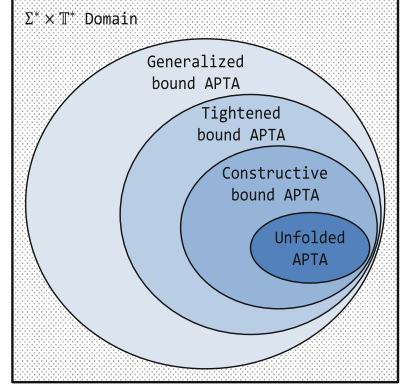 Σ* × 𝕋* Domain
Generalized
bound APTA
Tightened
bound APTA
Constructive
bound APTA
Unfolded
APTA